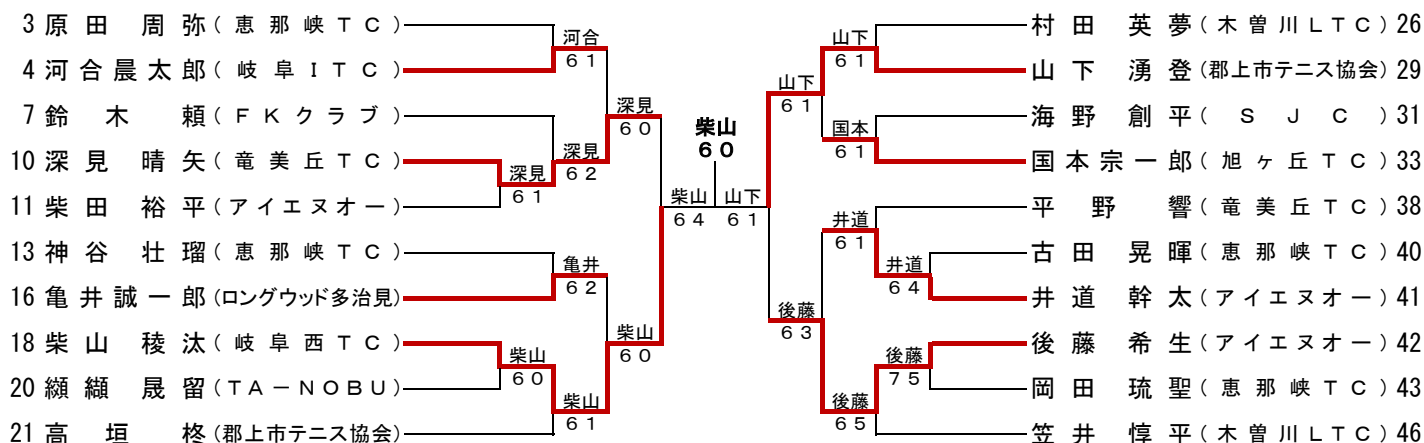 3 原田 周弥 (恵那峡TC)
4 河合晨太郎 (岐阜ITC)
7 鈴木 頼 (FKクラブ)
10 深見晴矢 (竜美丘TC)
11 柴田裕平 (アイエヌオー)
13 神谷壮瑠 (恵那峡TC)
16 亀井誠一郎 (ロングウッド多治見)
18 柴山稜汰 (岐阜西TC)
20 纐纈晟留 (TA-NOBU)
21 高垣 柊 (郡上市テニス協会)
河合
61
深見
61
深見
62
深見
60
亀井
62
柴山
60
柴山
61
柴山
60
柴山
64
柴山
60
山下
61
山下
61
山下
61
国本
61
井道
61
井道
64
後藤
63
後藤
75
後藤
65
村田英夢 (木曽川LTC) 26
山下湧登 (郡上市テニス協会) 29
海野創平 (SJC) 31
国本宗一郎 (旭ヶ丘TC) 33
平野 響 (竜美丘TC) 38
古田晃暉 (恵那峡TC) 40
井道幹太 (アイエヌオー) 41
後藤希生 (アイエヌオー) 42
岡田琉聖 (恵那峡TC) 43
笠井惇平 (木曽川LTC) 46